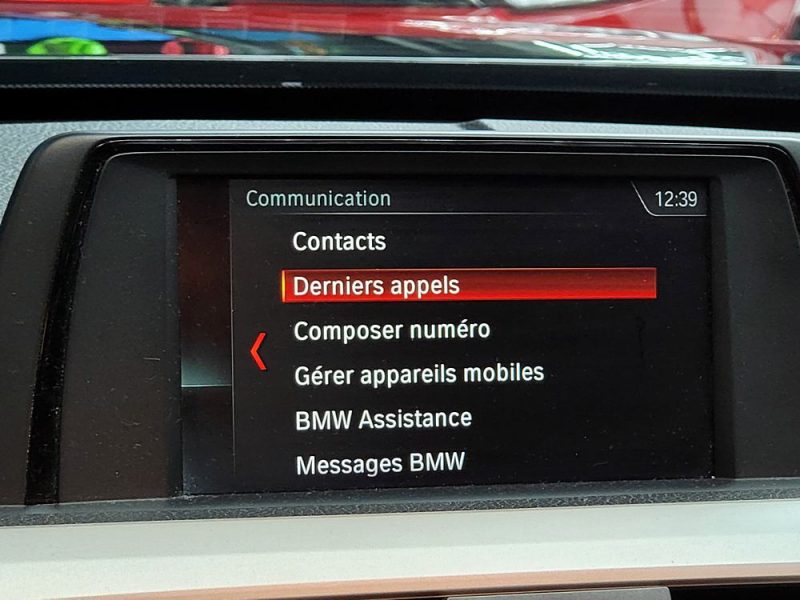 Communication
12:39
Contacts
Derniers appels
Composer numéro
Gérer appareils mobiles
BMW Assistance
Messages BMW